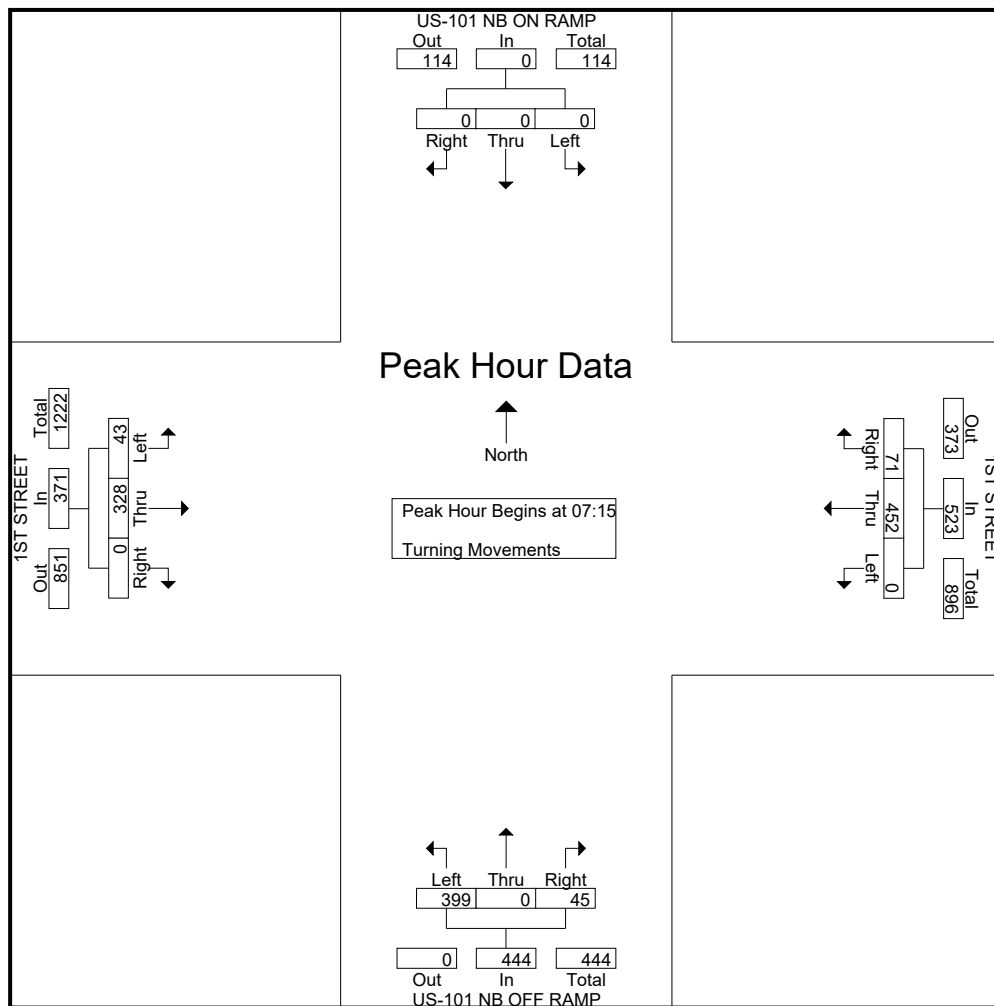 US-101 NB ON RAMP
Out In Total
114 0 114
0 0 0
Right Thru Left
Peak Hour Data
North
Peak Hour Begins at 07:15
Turning Movements
1ST STREET
Out In Total
851 371 1222
Right Thru Left
0 328 43
1ST STREET
Out In Total
373 523 896
Right Thru Left
71 452 0
Left Thru Right
399 0 45
0 444 444
Out In Total
US-101 NB OFF RAMP